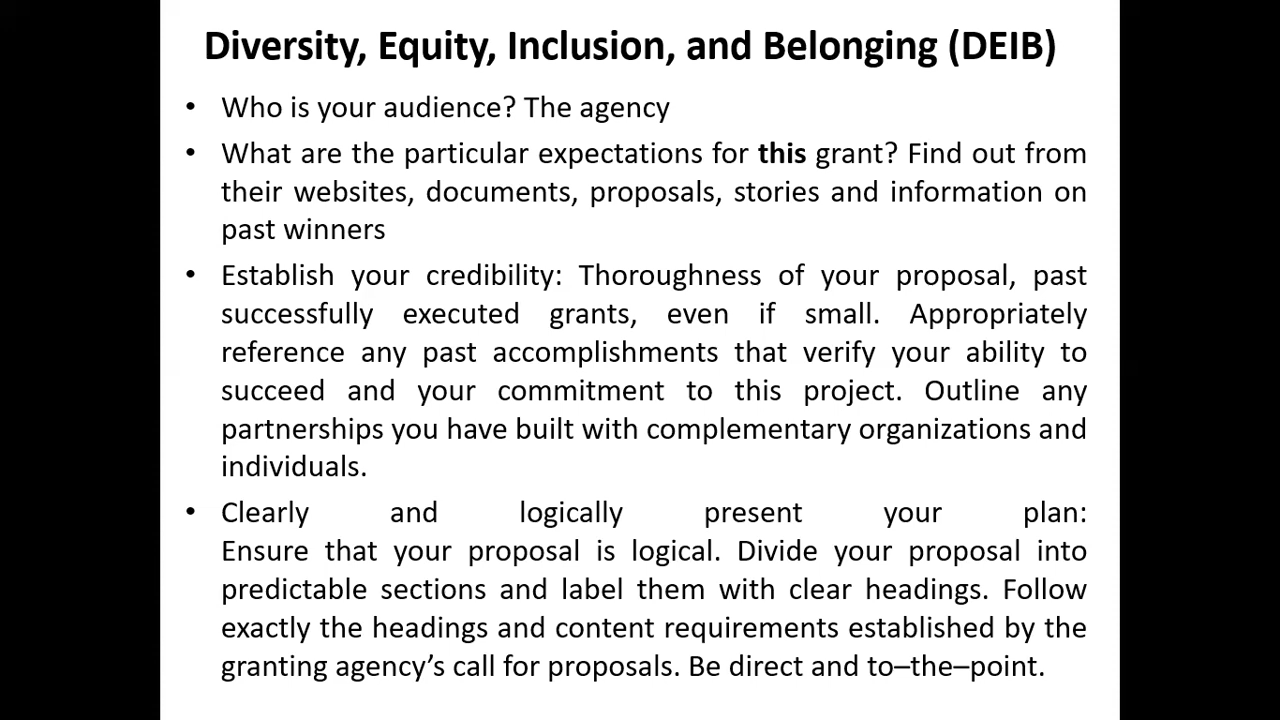 Diversity, Equity, Inclusion, and Belonging (DEIB)
• Who is your audience? The agency
• What are the particular expectations for this grant? Find out from
their websites, documents, proposals, stories and information on
past winners
• Establish your credibility: Thoroughness of your proposal, past
successfully executed grants, even if small. Appropriately
reference any past accomplishments that verify your ability to
succeed and your commitment to this project. Outline any
partnerships you have built with complementary organizations and
individuals.
• Clearly and logically present your plan:
Ensure that your proposal is logical. Divide your proposal into
predictable sections and label them with clear headings. Follow
exactly the headings and content requirements established by the
granting agency’s call for proposals. Be direct and to–the–point.